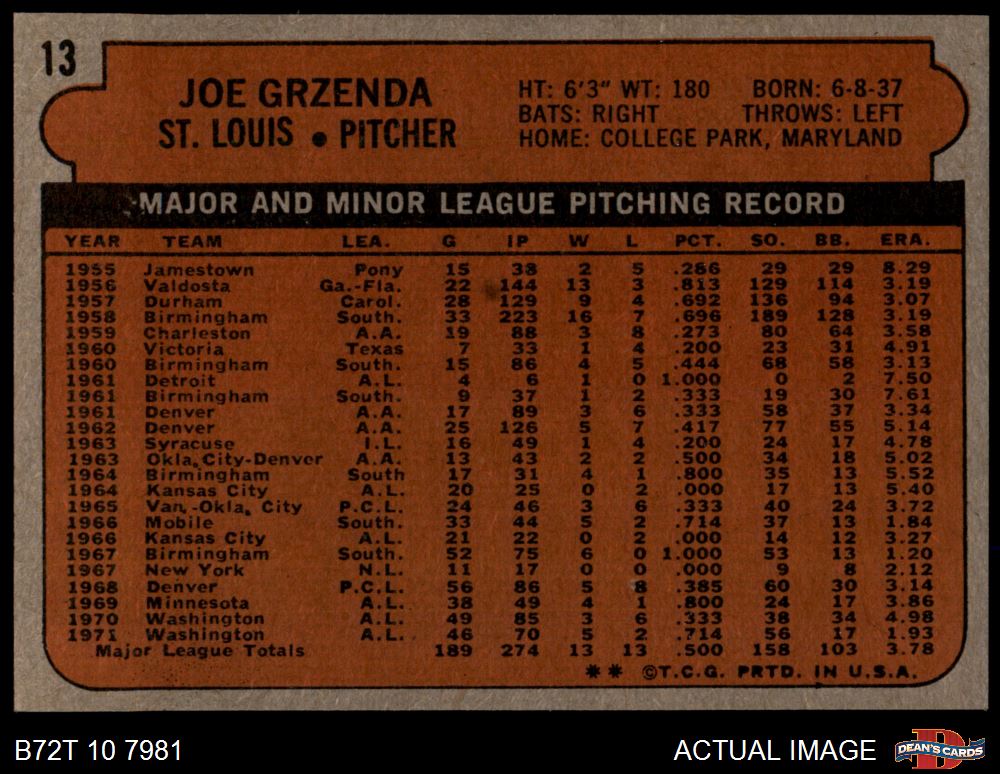 13
JOE GRZENDA
ST. LOUIS • PITCHER
HT: 6'3" WT: 180 BORN: 6-8-37
BATS: RIGHT THROWS: LEFT
HOME: COLLEGE PARK, MARYLAND
MAJOR AND MINOR LEAGUE PITCHING RECORD
YEAR TEAM LEA. G IP W L PCT. SO. BB. ERA.
1955 Jamestown Pony 15 38 2 5 .286 29 29 8.29
1956 Valdosta Ga.-Fla. 22 144 13 3 .813 129 114 3.19
1957 Durham Carol. 28 129 9 4 .692 136 94 3.07
1958 Birmingham South. 33 223 16 7 .696 189 128 3.19
1959 Charleston A.A. 19 88 3 8 .273 80 64 3.58
1960 Victoria Texas 7 33 1 4 .200 23 31 4.91
1960 Birmingham South. 15 86 4 5 .444 68 58 3.13
1961 Detroit A.L. 4 6 1 0 1.000 0 2 7.50
1961 Birmingham South. 9 37 1 2 .333 19 30 7.61
1961 Denver A.A. 17 89 3 6 .333 58 37 3.34
1962 Denver A.A. 25 126 5 7 .417 77 55 5.14
1963 Syracuse I.L. 16 49 1 4 .200 24 17 4.78
1963 Okla.City-Denver A.A. 13 43 2 2 .500 34 18 5.02
1964 Birmingham South 17 31 4 1 .800 35 13 5.52
1964 Kansas City A.L. 20 25 0 2 .000 17 13 5.40
1965 Van.-Okla. City P.C.L. 24 46 3 6 .333 40 24 3.72
1966 Mobile South. 33 44 5 2 .714 37 13 1.84
1966 Kansas City A.L. 21 22 0 2 .000 14 12 3.27
1967 Birmingham South. 52 75 6 0 1.000 53 13 1.20
1967 New York N.L. 11 17 0 0 .000 9 8 2.12
1968 Denver P.C.L. 56 86 5 8 .385 60 30 3.14
1969 Minnesota A.L. 38 49 4 1 .800 24 17 3.86
1970 Washington A.L. 49 85 3 6 .333 38 34 4.98
1971 Washington A.L. 46 70 5 2 .714 56 17 1.93
Major League Totals 189 274 13 13 .500 158 103 3.78
** ©T.C.G. PRTD. IN U.S.A.
B72T 10 7981
ACTUAL IMAGE
D
DEAN'S CARDS